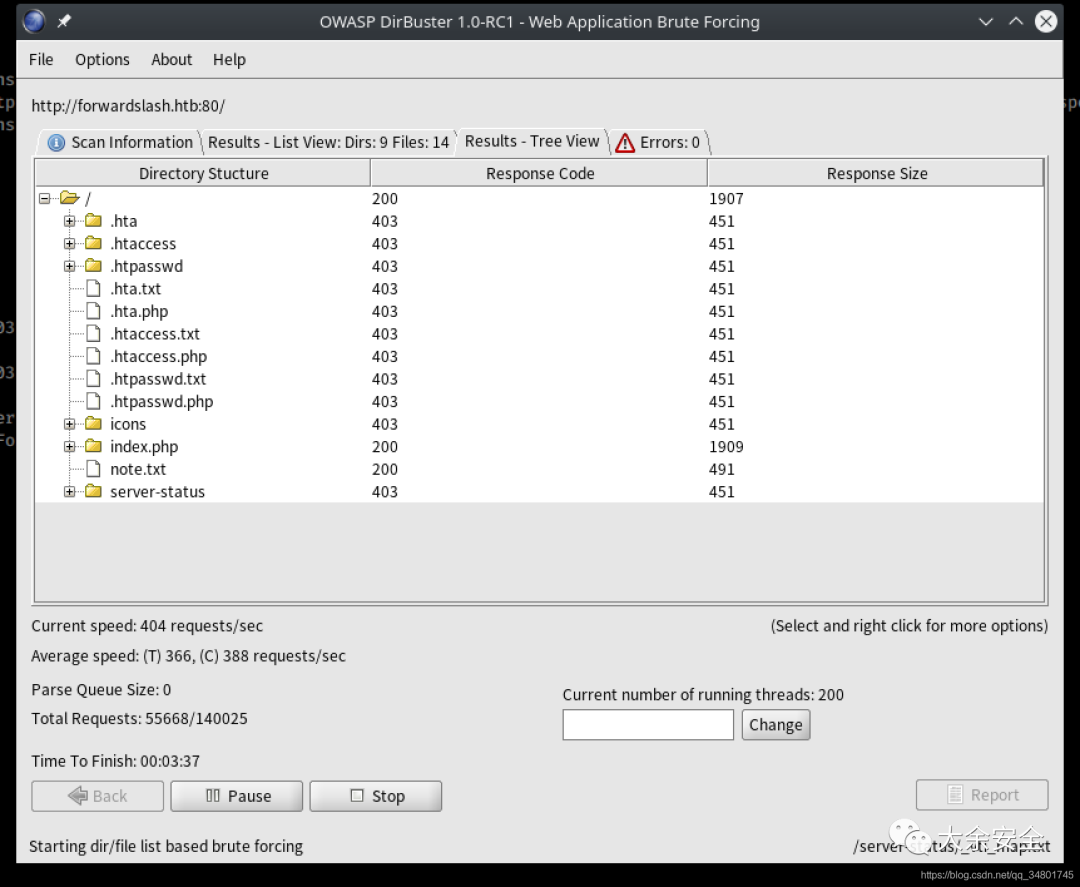 OWASP DirBuster 1.0-RC1 - Web Application Brute Forcing
File Options About Help
http://forwardslash.htb:80/
Scan Information Results - List View: Dirs: 9 Files: 14 Results - Tree View Errors: 0
Directory Stucture Response Code Response Size
/ 200 1907
.hta 403 451
.htaccess 403 451
.htpasswd 403 451
.hta.txt 403 451
.hta.php 403 451
.htaccess.txt 403 451
.htaccess.php 403 451
.htpasswd.txt 403 451
.htpasswd.php 403 451
icons 403 451
index.php 200 1909
note.txt 200 491
server-status 403 451
Current speed: 404 requests/sec (Select and right click for more options)
Average speed: (T) 366, (C) 388 requests/sec
Parse Queue Size: 0
Current number of running threads: 200
Total Requests: 55668/140025
Change
Time To Finish: 00:03:37
Back Pause Stop Report
Starting dir/file list based brute forcing
大余安全
https://blog.csdn.net/qq_34801745